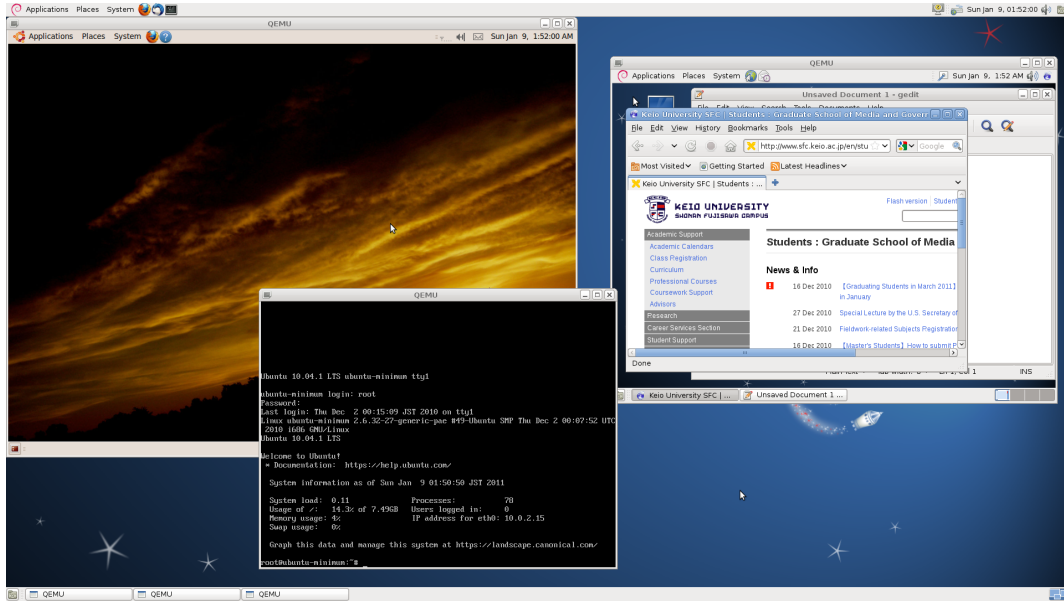 Applications Places System
Sun Jan 9, 01:52:00
QEMU
Applications Places System
Sun Jan 9, 1:52:00 AM
QEMU
Applications Places System
Sun Jan 9, 1:52 AM
Unsaved Document 1 - gedit
File Edit View Search Tools Documents Help
Keio University SFC | Students : Graduate School of Media and Govern
File Edit View History Bookmarks Tools Help
http://www.sfc.keio.ac.jp/en/stu
Google
Most Visited Getting Started Latest Headlines
Keio University SFC | Students : ...
KEIO UNIVERSITY
SHONAN FUJISAWA CAMPUS
Flash version Student
Academic Support
Academic Calendars
Class Registration
Curriculum
Professional Courses
Coursework Support
Advisors
Research
Career Services Section
Student Support
Students : Graduate School of Media
News & Info
16 Dec 2010 【Graduating Students in March 2011】
in January
27 Dec 2010 Special Lecture by the U.S. Secretary of
21 Dec 2010 Fieldwork-related Subjects Registration
16 Dec 2010 【Master's Students】 How to submit P
Done
Ln 1, Col 1 INS
Keio University SFC | ... Unsaved Document 1 ...
QEMU
Ubuntu 10.04.1 LTS ubuntu-minimum tty1
ubuntu-minimum login: root
Password:
Last login: Thu Dec  2 00:15:09 JST 2010 on tty1
Linux ubuntu-minimum 2.6.32-27-generic-pae #49-Ubuntu SMP Thu Dec 2 00:07:52 UTC
2010 i686 GNU/Linux
Ubuntu 10.04.1 LTS
Welcome to Ubuntu!
* Documentation:  https://help.ubuntu.com/
System information as of Sun Jan  9 01:50:50 JST 2011
System load:  0.11 Processes: 78
Usage of /:  14.3% of 7.49GB Users logged in: 0
Memory usage: 4% IP address for eth0: 10.0.2.15
Swap usage:  0%
Graph this data and manage this system at https://landscape.canonical.com/
root@ubuntu-minimum:~# _
QEMU QEMU QEMU